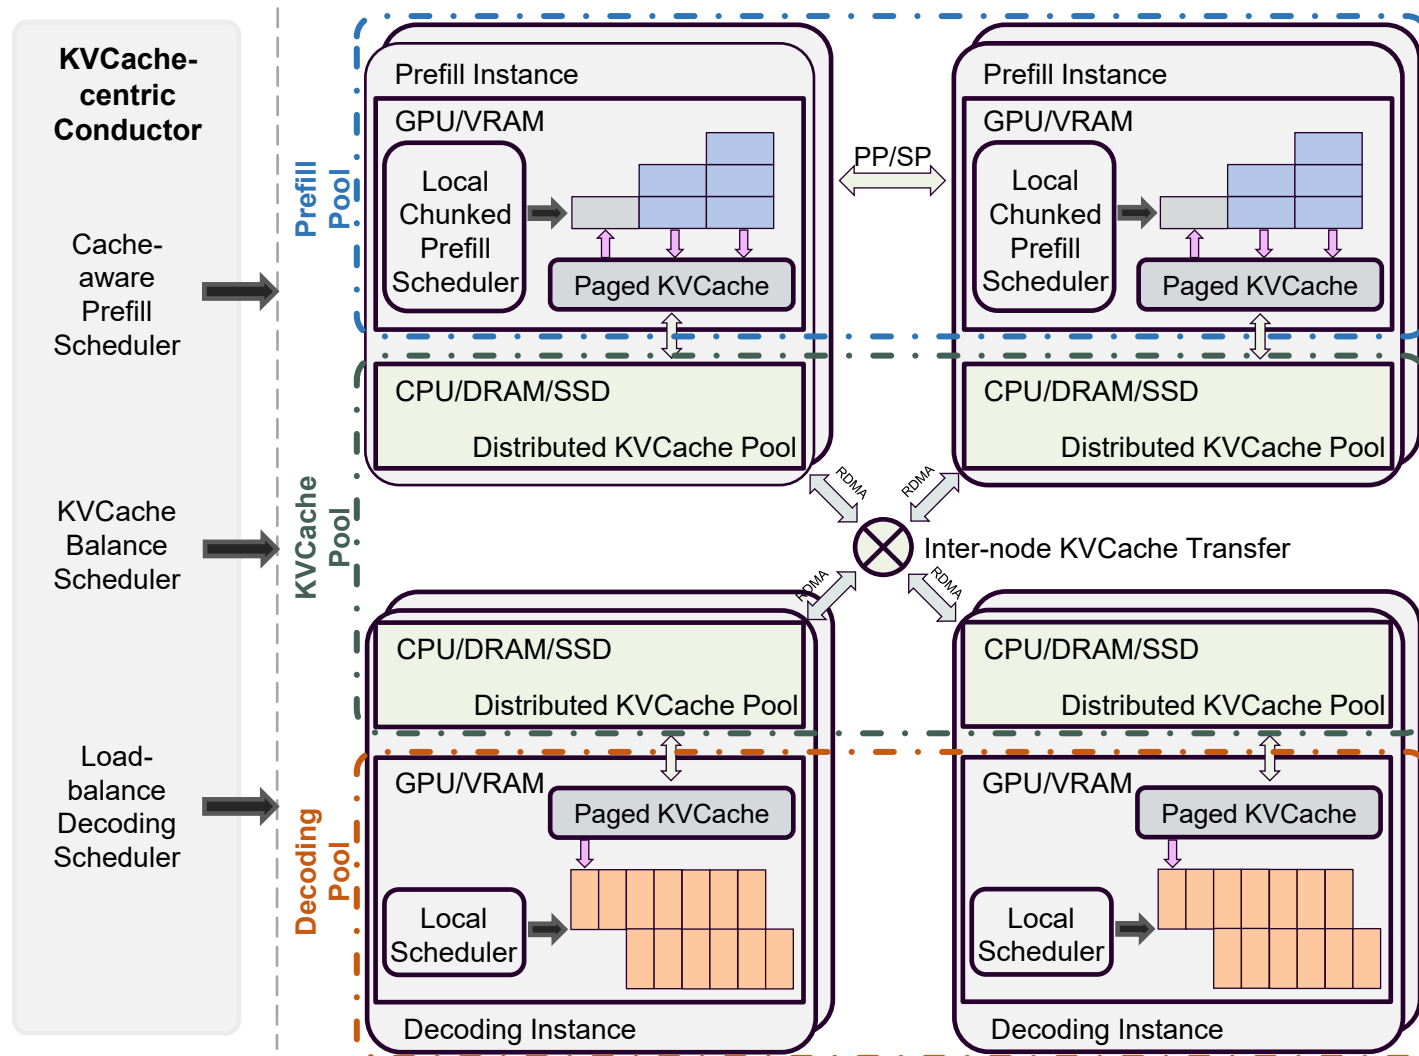 KVCache-
centric
Conductor
Cache-
aware
Prefill
Scheduler
KVCache
Balance
Scheduler
Load-
balance
Decoding
Scheduler
Prefill
Pool
KVCache
Pool
Decoding
Pool
Prefill Instance
GPU/VRAM
Local
Chunked
Prefill
Scheduler
Paged KVCache
CPU/DRAM/SSD
Distributed KVCache Pool
PP/SP
Prefill Instance
GPU/VRAM
Local
Chunked
Prefill
Scheduler
Paged KVCache
CPU/DRAM/SSD
Distributed KVCache Pool
RDMA
RDMA
Inter-node KVCache Transfer
RDMA
RDMA
CPU/DRAM/SSD
Distributed KVCache Pool
GPU/VRAM
Paged KVCache
Local
Scheduler
Decoding Instance
CPU/DRAM/SSD
Distributed KVCache Pool
GPU/VRAM
Paged KVCache
Local
Scheduler
Decoding Instance